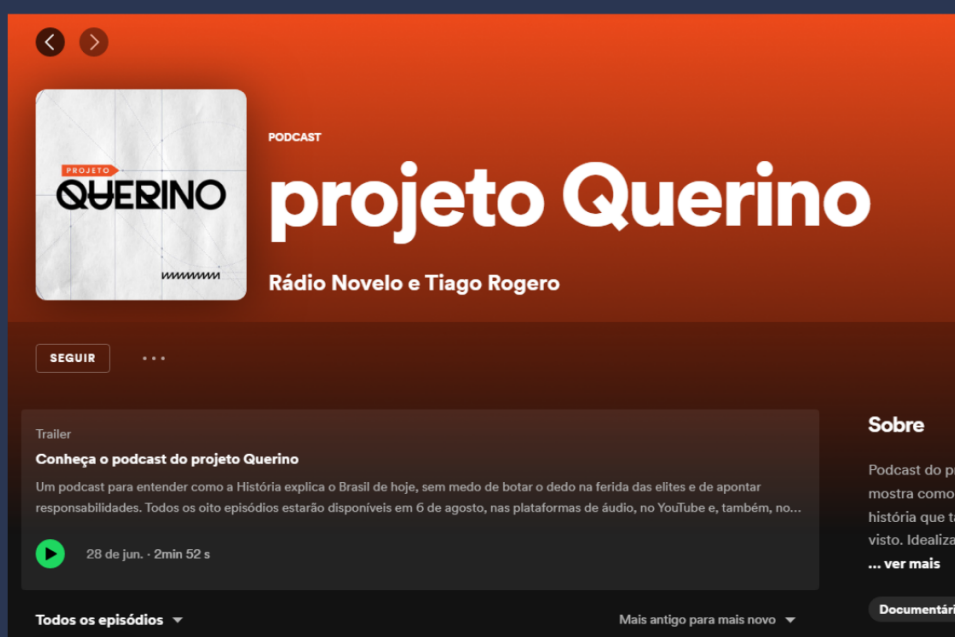 PROJETO
QUERINO
PODCAST
projeto Querino
Rádio Novelo e Tiago Rogero
SEGUIR
Trailer
Conheça o podcast do projeto Querino
Um podcast para entender como a História explica o Brasil de hoje, sem medo de botar o dedo na ferida das elites e de apontar
responsabilidades. Todos os oito episódios estarão disponíveis em 6 de agosto, nas plataformas de áudio, no YouTube e, também, no...
28 de jun. · 2min 52 s
Todos os episódios
Mais antigo para mais novo
Sobre
Podcast do
mostra como
história que
visto.
... ver mais